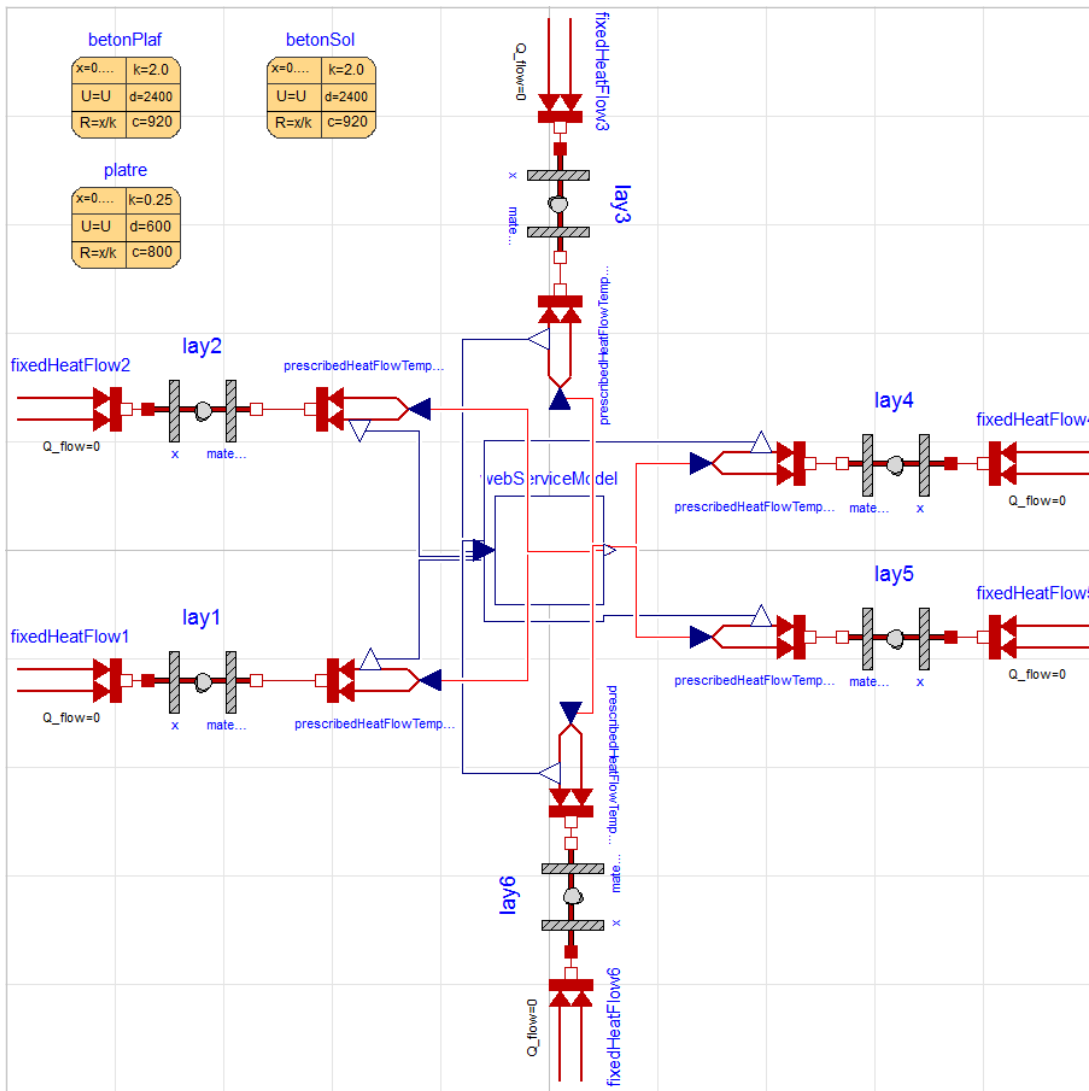 betonPlaf
x=0.... k=2.0
U=U d=2400
R=x/k c=920
betonSol
x=0.... k=2.0
U=U d=2400
R=x/k c=920
platre
x=0.... k=0.25
U=U d=600
R=x/k c=800
fixedHeatFlow3
Q_flow=0
lay3
x
mate...
prescribedHeatFlowTemp...
lay2
fixedHeatFlow2
prescribedHeatFlowTemp...
Q_flow=0
x
mate...
lay4
fixedHeatFlow4
prescribedHeatFlowTemp...
mate...
x
Q_flow=0
webServiceModel
lay5
fixedHeatFlow5
prescribedHeatFlowTemp...
mate...
x
Q_flow=0
lay1
fixedHeatFlow1
Q_flow=0
x
mate...
prescribedHeatFlowTemp...
prescribedHeatFlowTemp...
lay6
mate...
x
Q_flow=0
fixedHeatFlow6